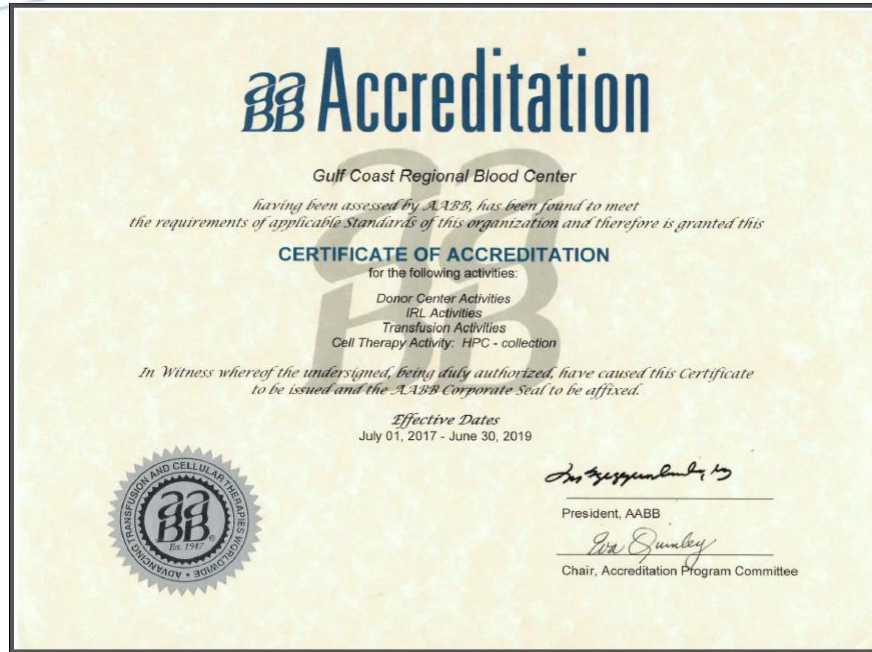 aaBB Accreditation
Gulf Coast Regional Blood Center
having been assessed by AABB, has been found to meet
the requirements of applicable Standards of this organization and therefore is granted this
CERTIFICATE OF ACCREDITATION
for the following activities:
Donor Center Activities
IRL Activities
Transfusion Activities
Cell Therapy Activity: HPC - collection
In Witness whereof the undersigned, being duly authorized, have caused this Certificate
to be issued and the AABB Corporate Seal to be affixed.
Effective Dates
July 01, 2017 - June 30, 2019
President, AABB
Eva Quinley
Chair, Accreditation Program Committee
ADVANCING TRANSFUSION AND CELLULAR THERAPIES WORLDWIDE •
aaBB®
Est. 1947
aaBB